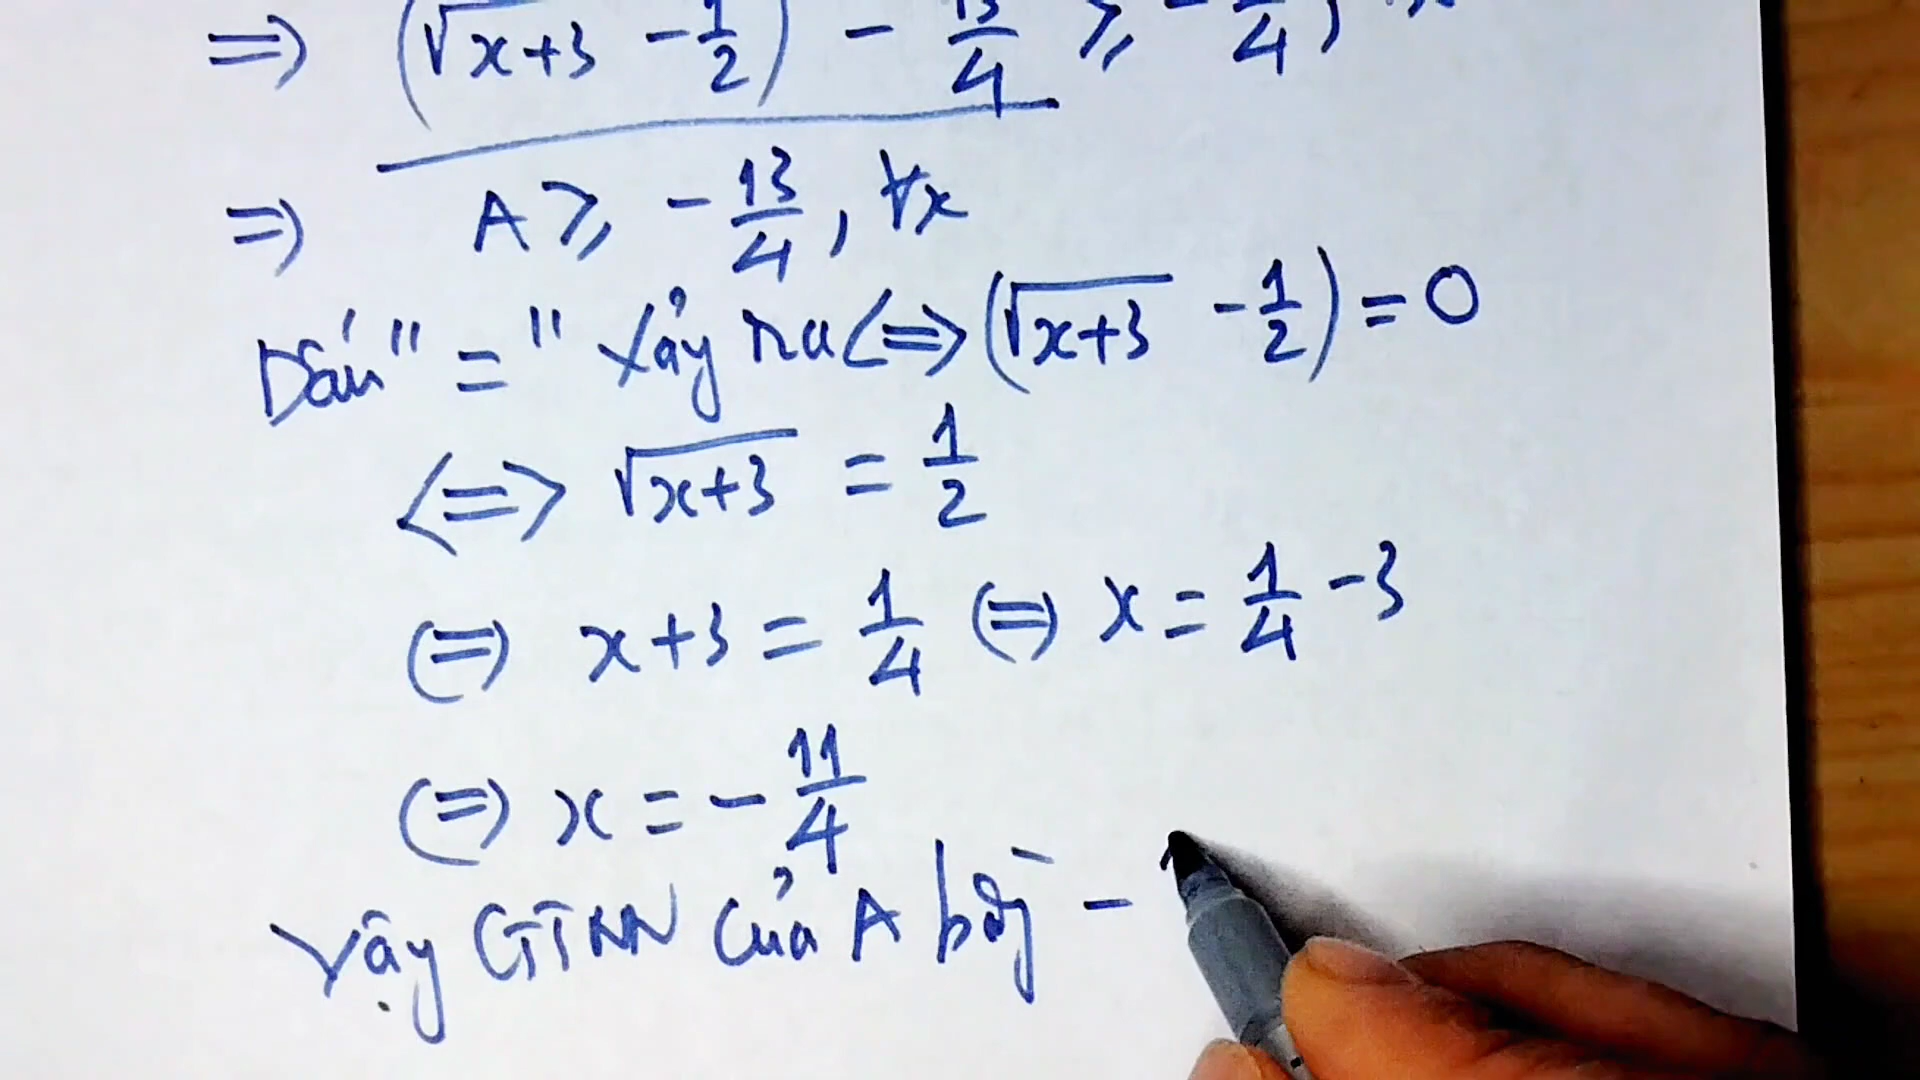 => (√x+3 - 1/2) - 13/4 ≥ - 13/4, ∀x
=> A ≥ - 13/4, ∀x
Dấu "=" xảy ra <=> (√x+3 - 1/2) = 0
<=> √x+3 = 1/2
(=) x+3 = 1/4 (=) x = 1/4 - 3
(=) x = - 11/4
Vậy GTNN của A bằng -